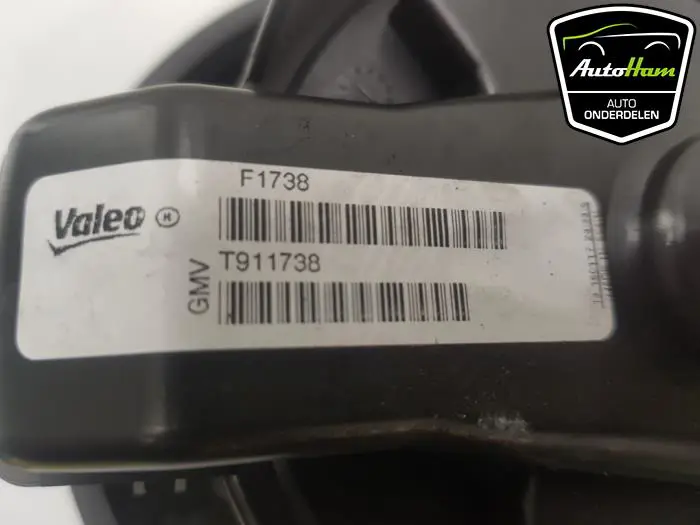 AutoHam
AUTO
ONDERDELEN
F1738
Valeo H
T911738
GMV